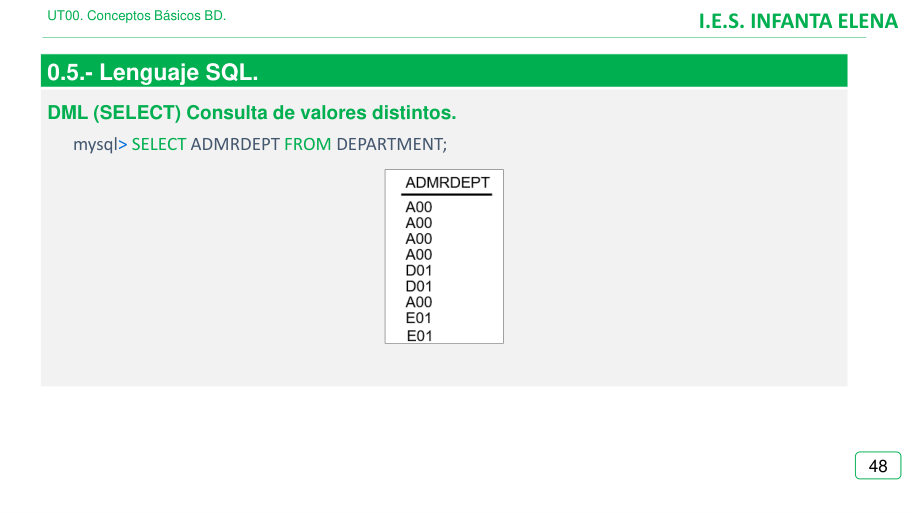 UT00. Conceptos Básicos BD.
I.E.S. INFANTA ELENA
0.5.- Lenguaje SQL.
DML (SELECT) Consulta de valores distintos.
mysql> SELECT ADMRDEPT FROM DEPARTMENT;
ADMRDEPT
A00
A00
A00
A00
D01
D01
A00
E01
E01
48